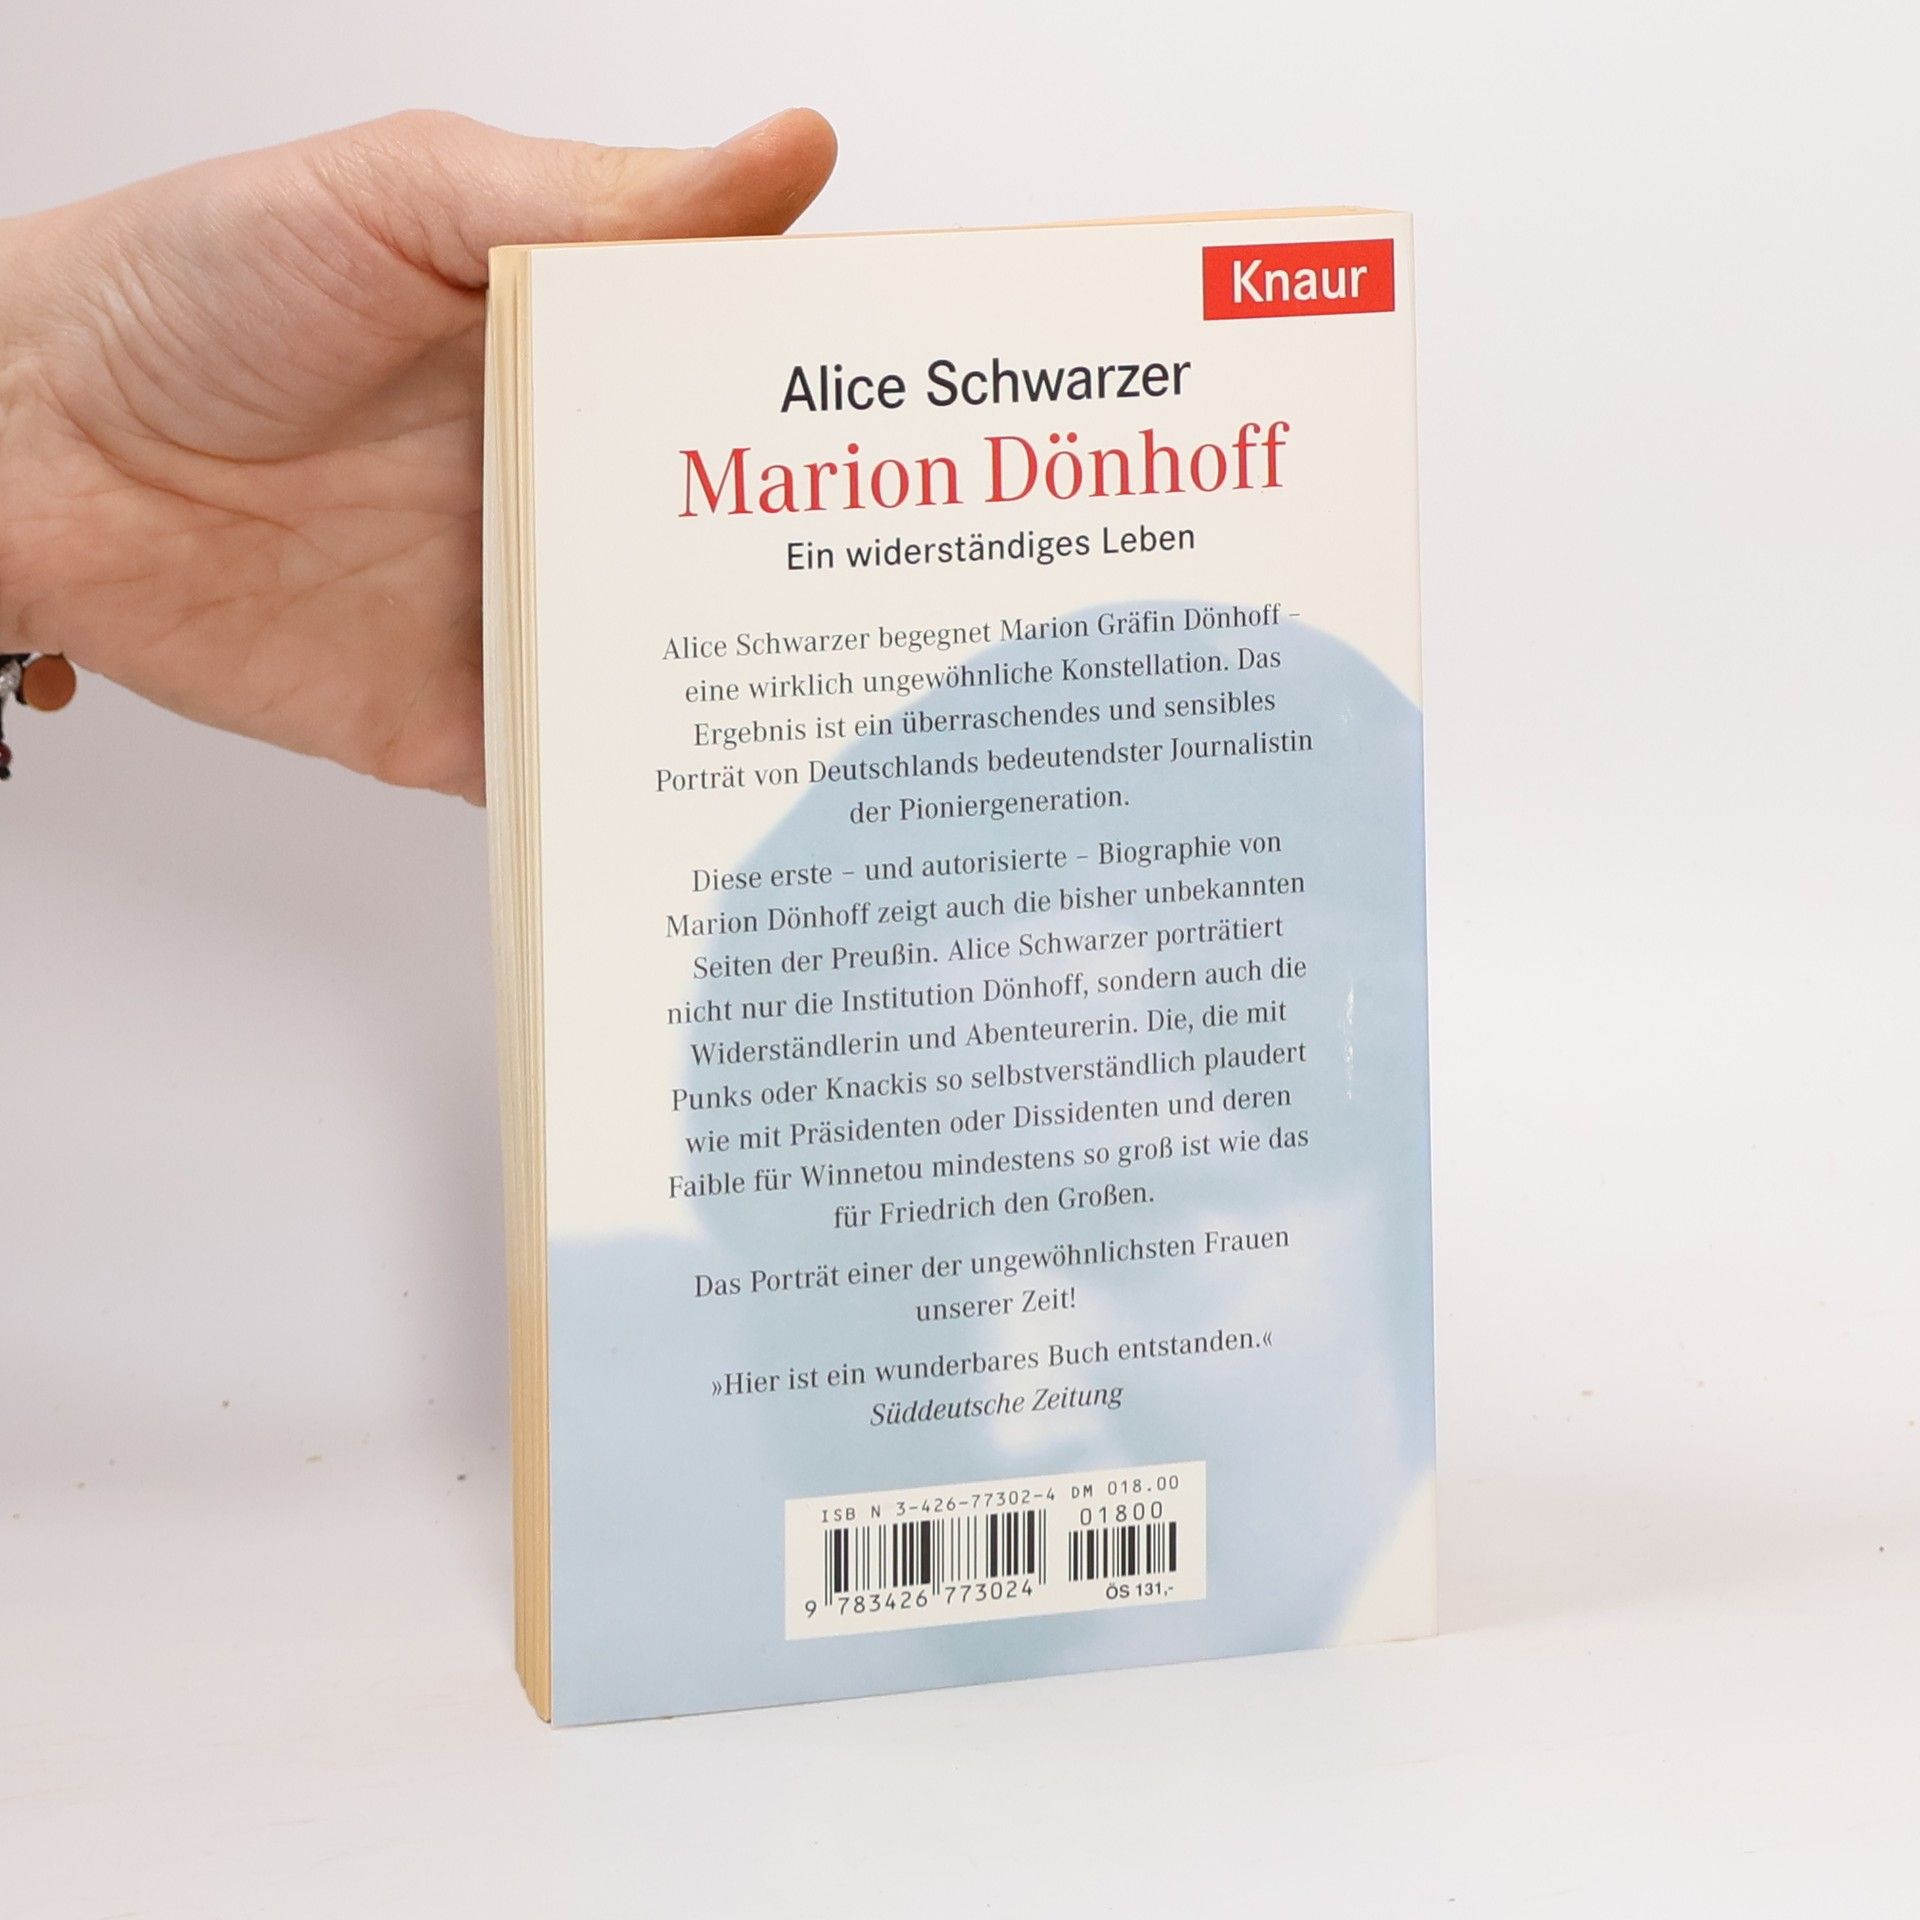 Knaur
Alice Schwarzer
Marion Dönhoff
Ein widerständiges Leben
Alice Schwarzer begegnet Marion Gräfin Dönhoff –
eine wirklich ungewöhnliche Konstellation. Das
Ergebnis ist ein überraschendes und sensibles
Porträt von Deutschlands bedeutendster Journalistin
der Pioniergeneration.
Diese erste – und autorisierte – Biographie von
Marion Dönhoff zeigt auch die bisher unbekannten
Seiten der Preußin. Alice Schwarzer porträtiert
nicht nur die Institution Dönhoff, sondern auch die
Widerständlerin und Abenteurerin. Die, die mit
Punks oder Knackis so selbstverständlich plaudert
wie mit Präsidenten oder Dissidenten und deren
Faible für Winnetou mindestens so groß ist wie das
für Friedrich den Großen.
Das Porträt einer der ungewöhnlichsten Frauen
unserer Zeit!
»Hier ist ein wunderbares Buch entstanden.«
Süddeutsche Zeitung
ISB N 3-426-77302-4 DM 018.00
01800
9 783426 773024
ÖS 131,-